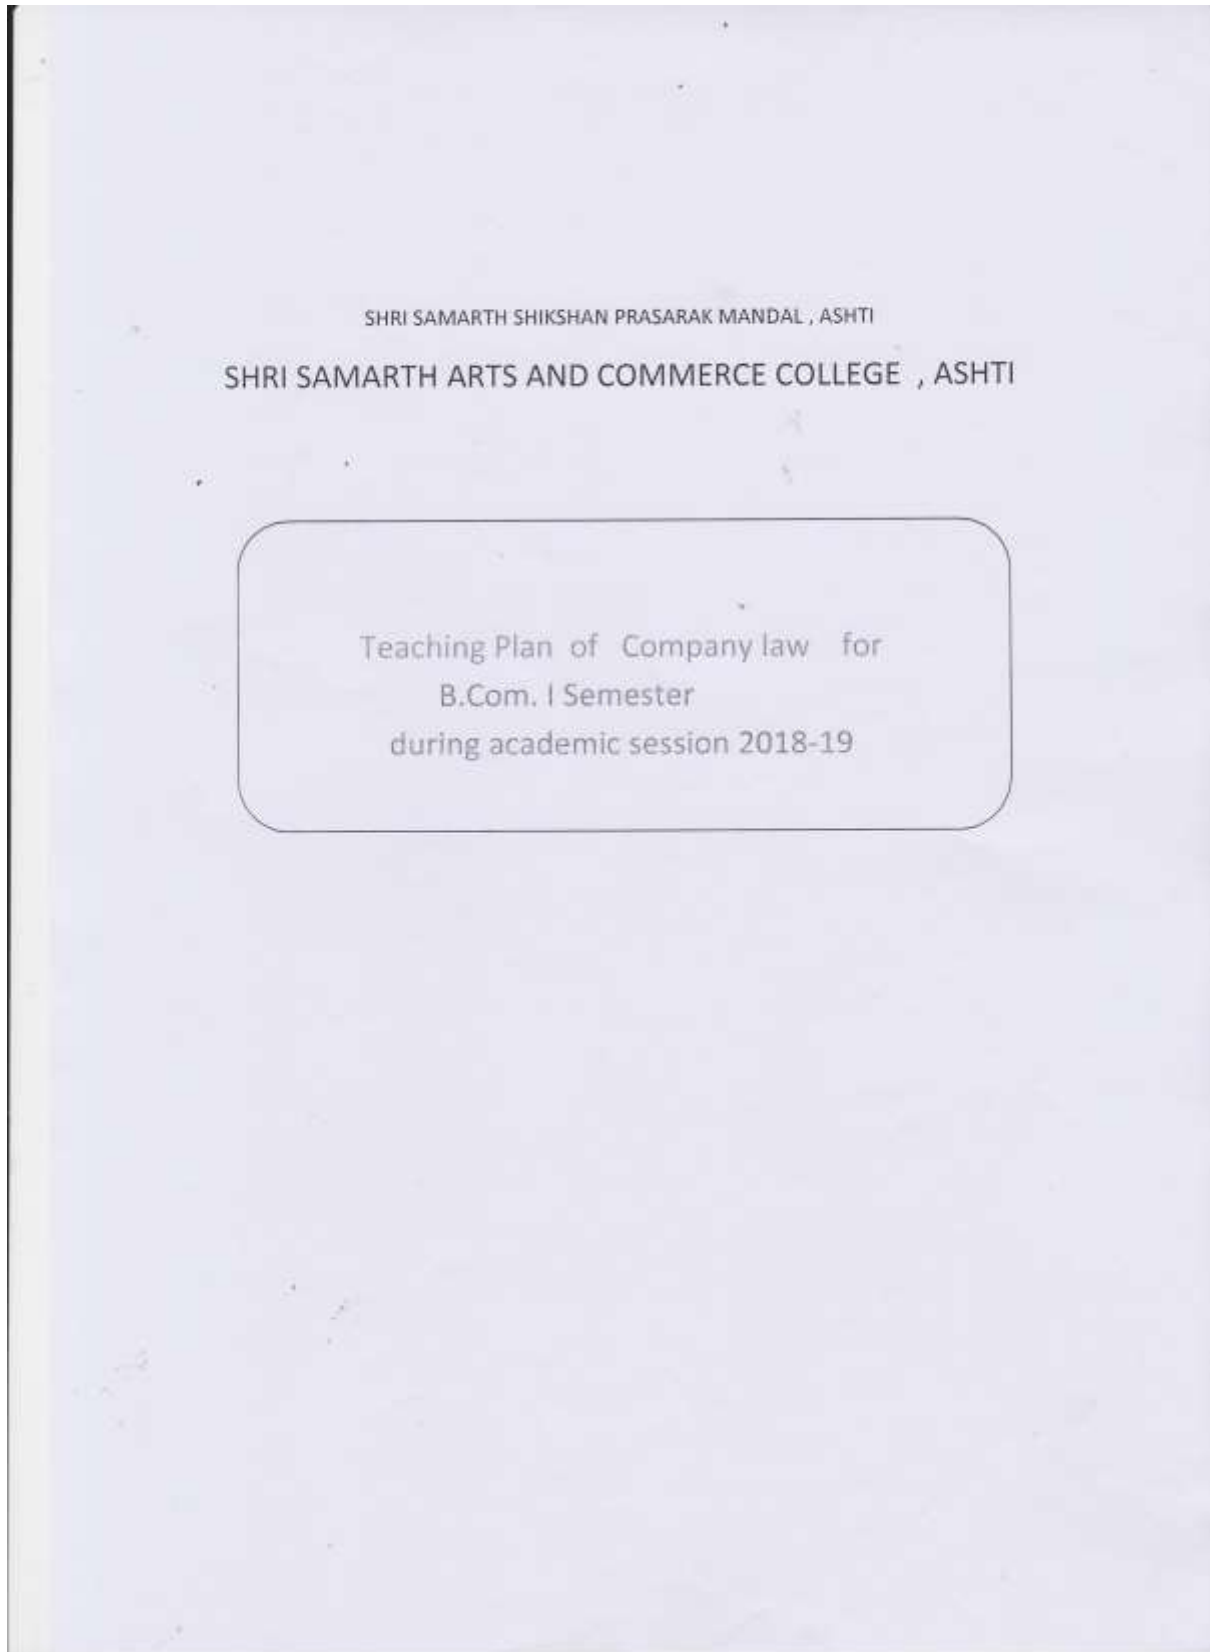 SHRI SAMARTH SHIKSHAN PRASARAK MANDAL , ASHTI
SHRI SAMARTH ARTS AND COMMERCE COLLEGE , ASHTI
Teaching Plan of Company law for
B.Com. I Semester
during academic session 2018-19